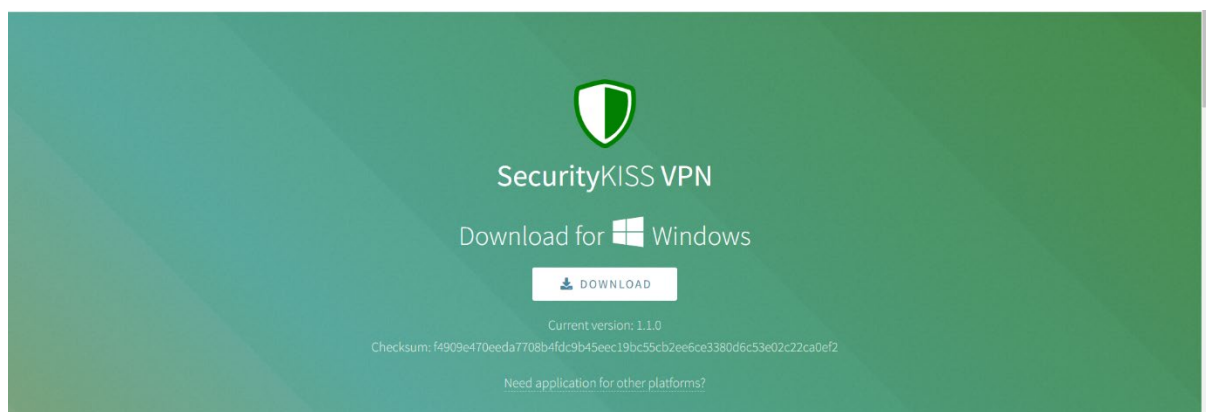 SecurityKISS VPN
Download for Windows
DOWNLOAD
Current version: 1.1.0
Checksum: f4909e470eeda7708b4fdc9b45eec19bc55cb2ee6ce3380d6c53e02c22ca0ef2
Need application for other platforms?